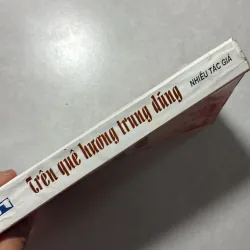 Trên quê hương trung dũng
NHIỀU TÁC GIẢ